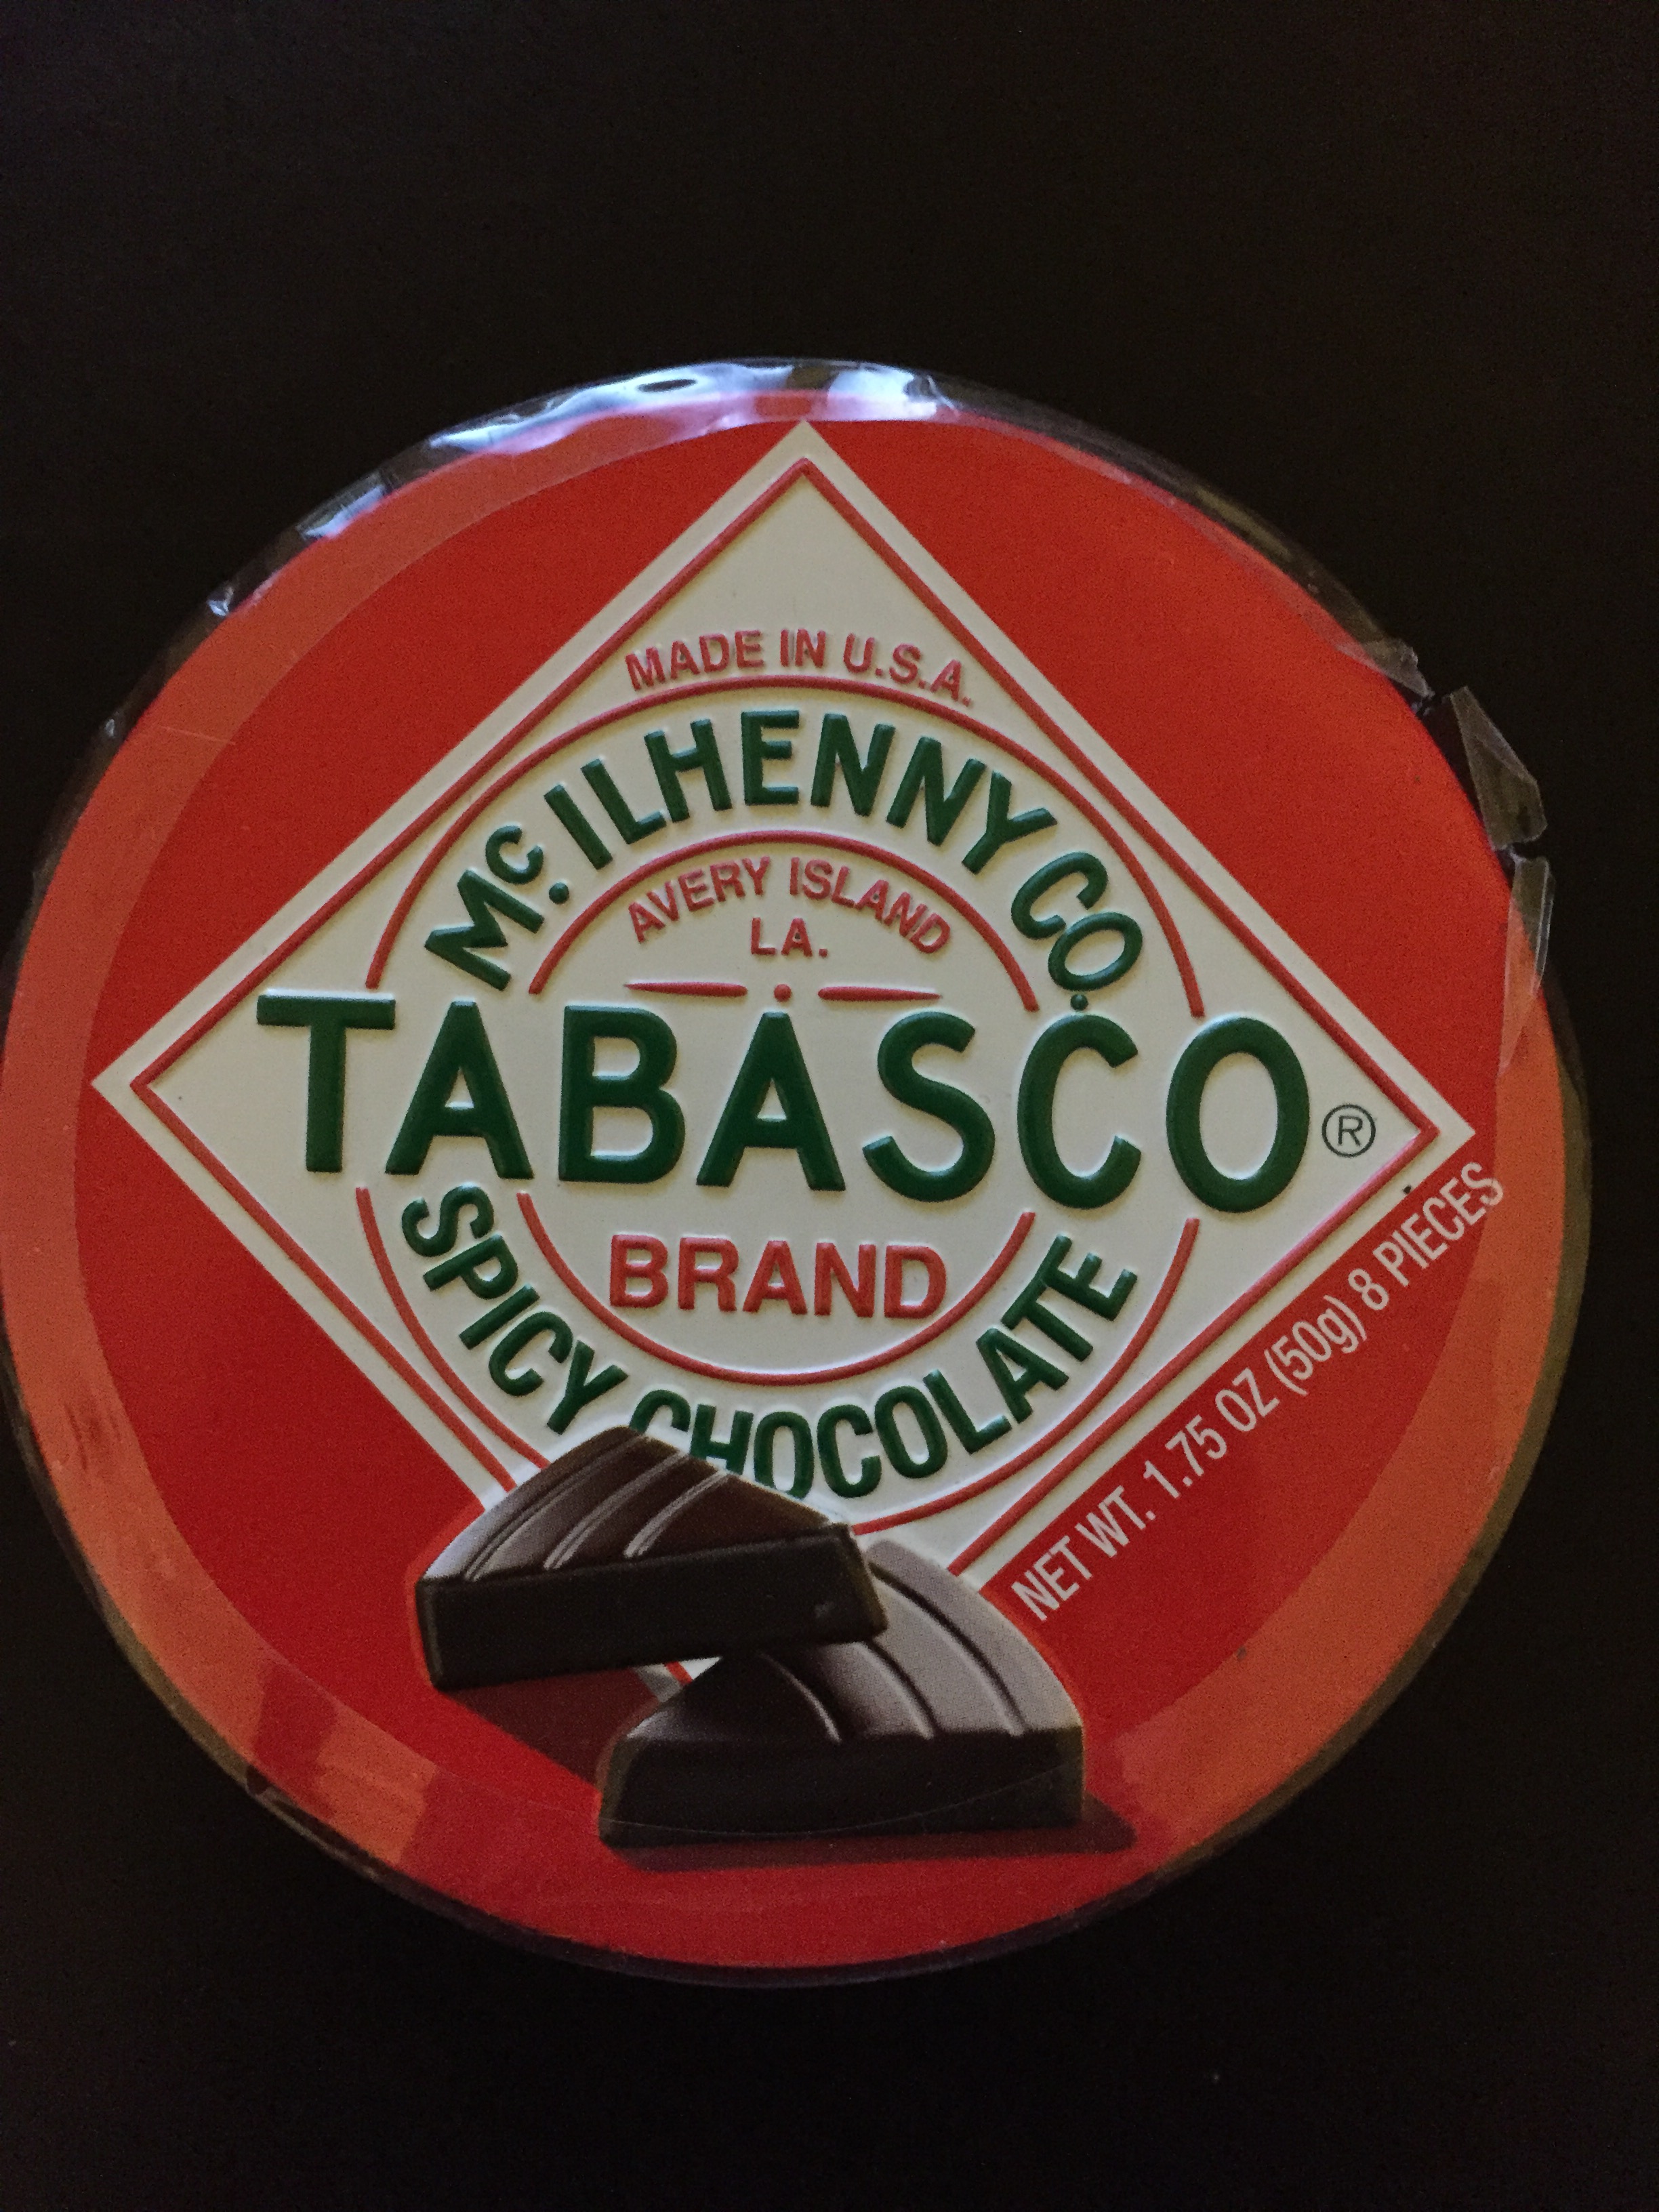 MADE IN U.S.A.
Mc. ILHENNY CO.
AVERY ISLAND
LA.
TABASCO ®
BRAND
SPICY CHOCOLATE
NET WT. 1.75 OZ (50g) 8 PIECES